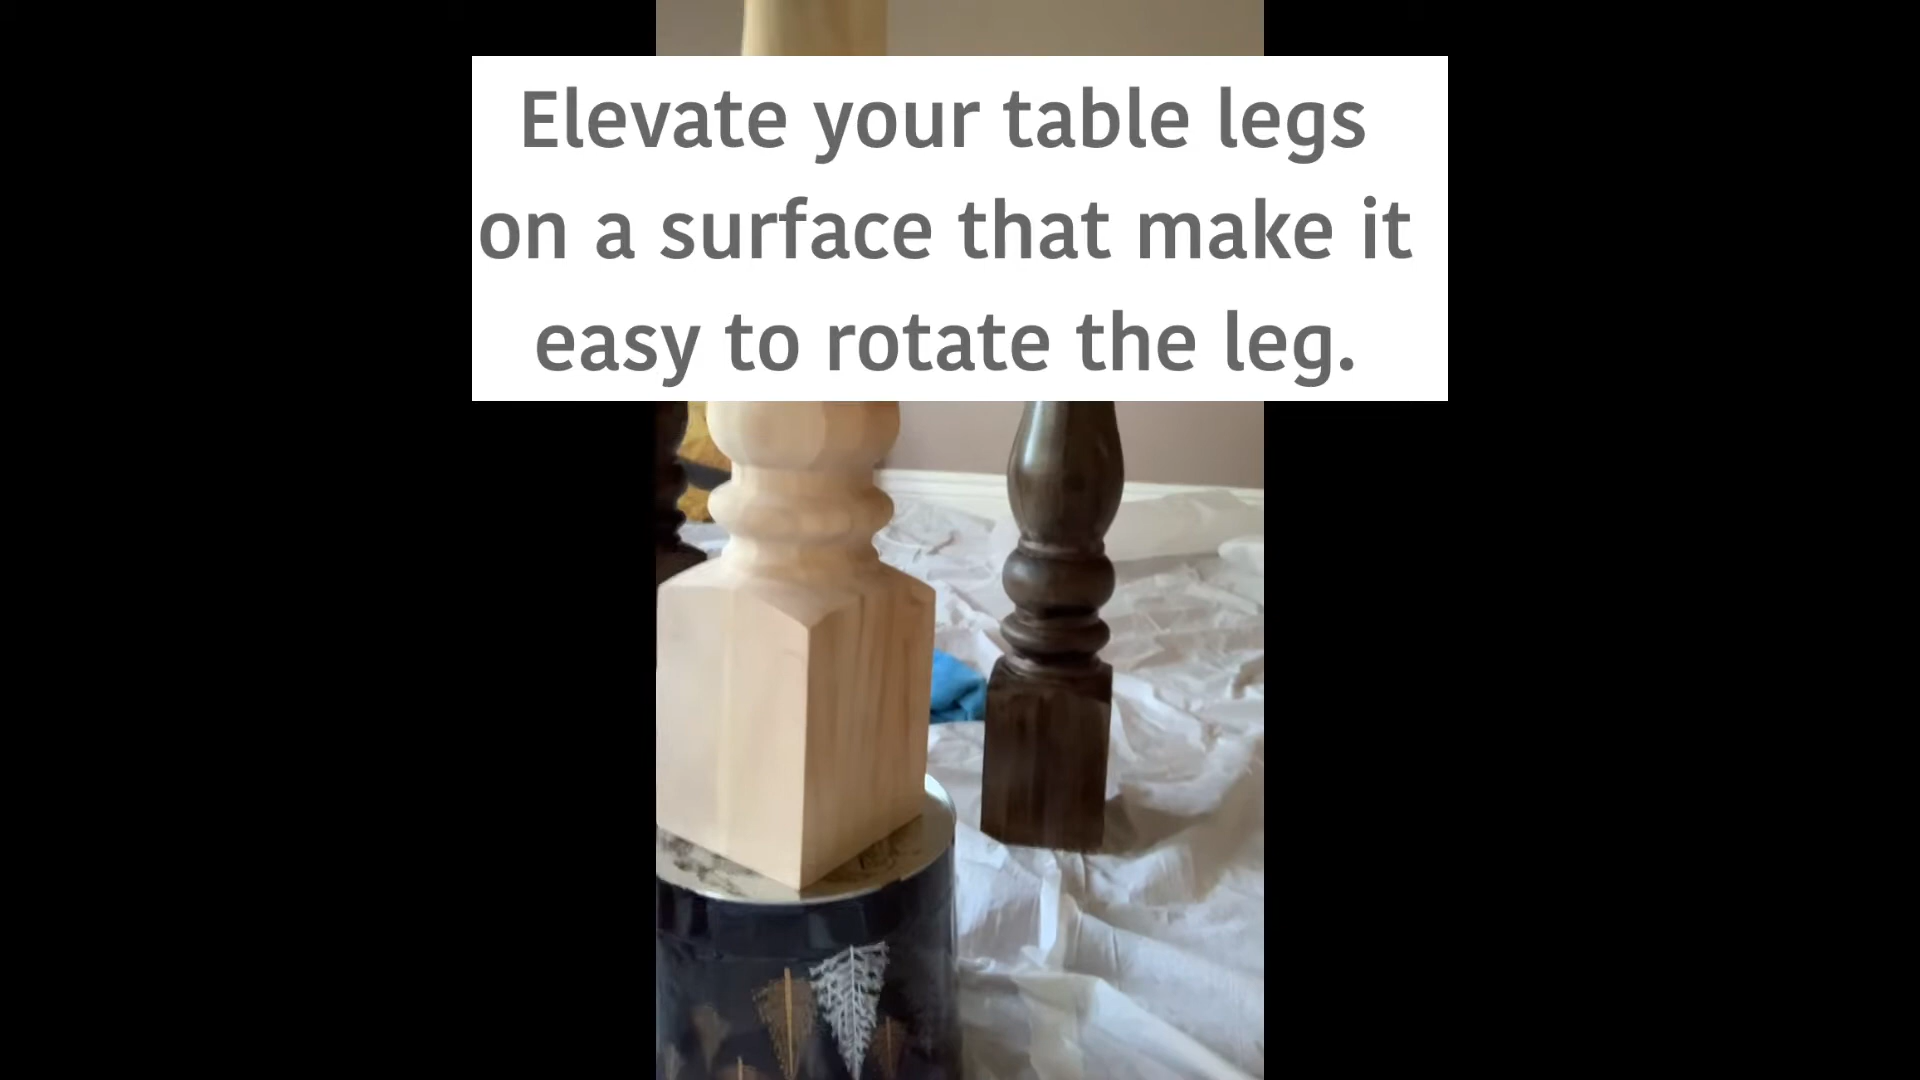 Elevate your table legs
on a surface that make it
easy to rotate the leg.